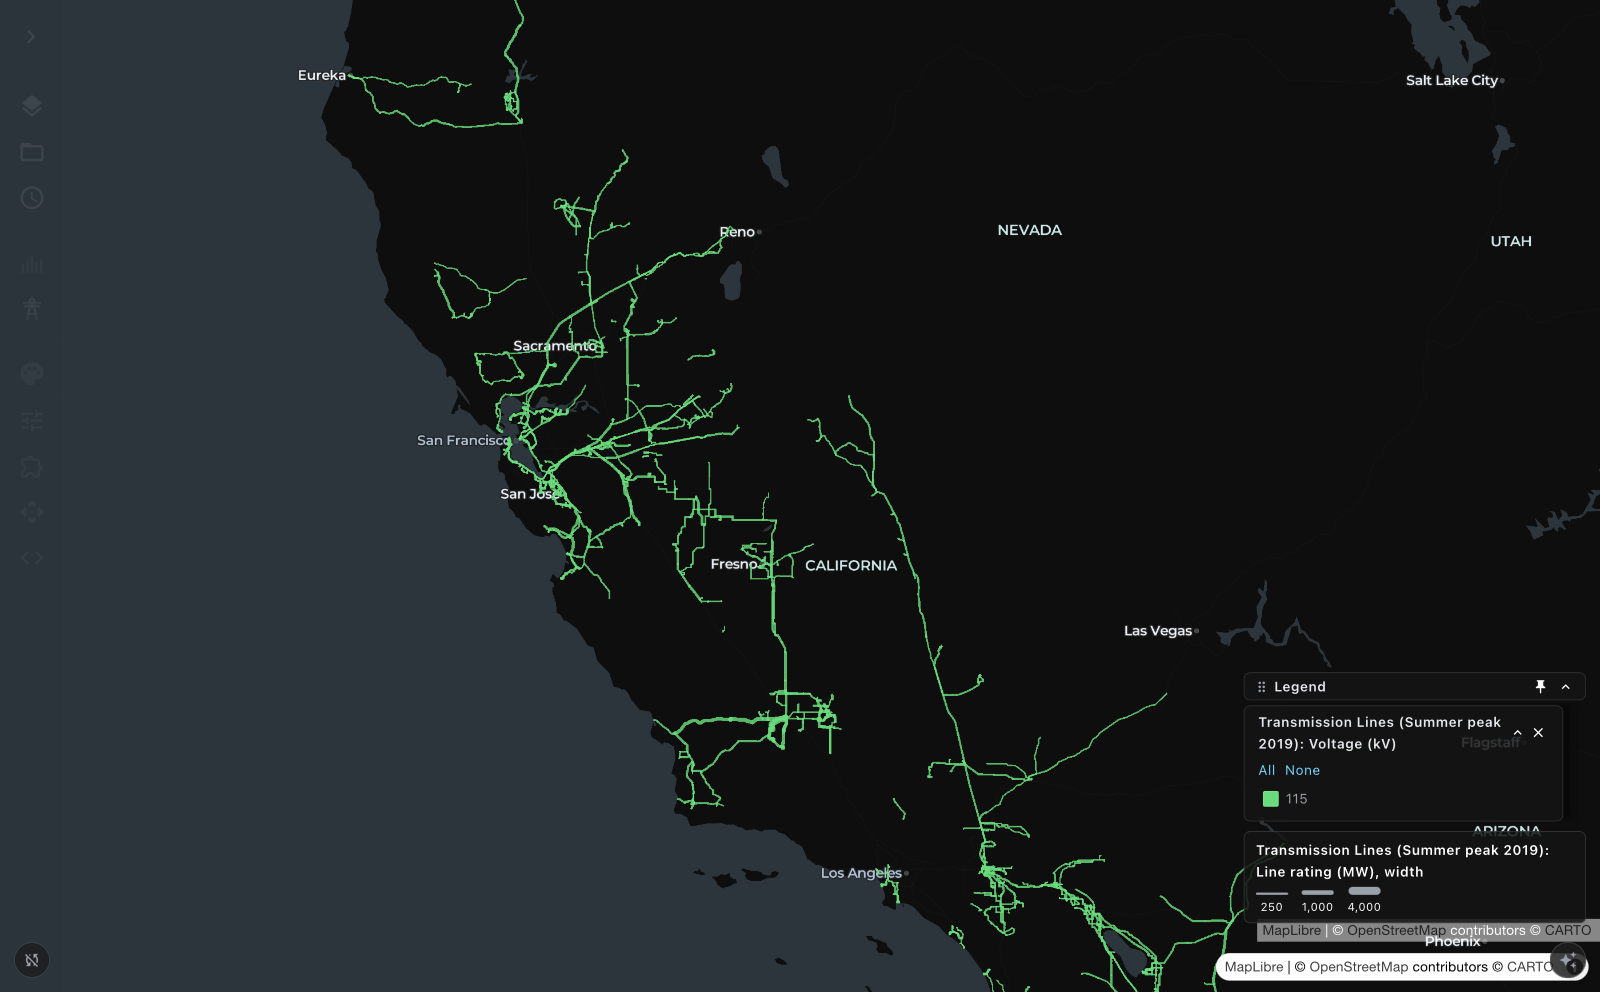 Eureka
Salt Lake City
Reno
NEVADA
UTAH
Sacramento
San Francisco
San Jose
Fresno
CALIFORNIA
Las Vegas
Legend
Transmission Lines (Summer peak
2019): Voltage (kV)
Flagstaff
All None
115
ARIZONA
Transmission Lines (Summer peak 2019):
Line rating (MW), width
250 1,000 4,000
Los Angeles
MapLibre | © OpenStreetMap contributors © CARTO
Phoenix
MapLibre | © OpenStreetMap contributors © CARTO